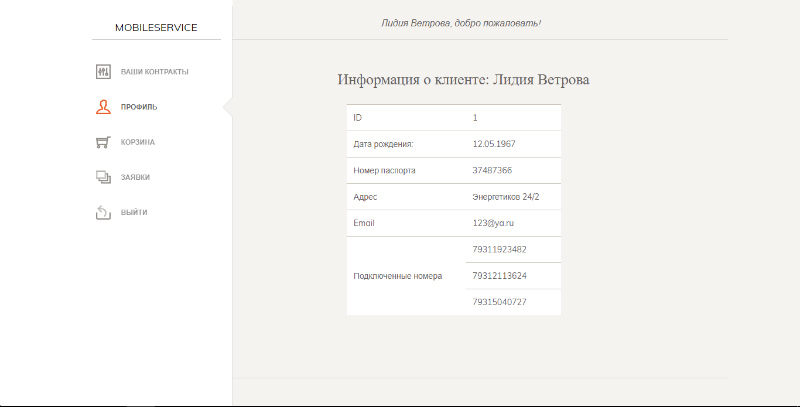 MOBILESERVICE
ВАШИ КОНТРАКТЫ
ПРОФИЛЬ
КОРЗИНА
ЗАЯВКИ
ВЫЙТИ
Лидия Ветрова, добро пожаловать!
Информация о клиенте: Лидия Ветрова
ID 1
Дата рождения: 12.05.1967
Номер паспорта 37487366
Адрес Энергетиков 24/2
Email 123@ya.ru
Подключенные номера
79311923482
79312113624
79315040727